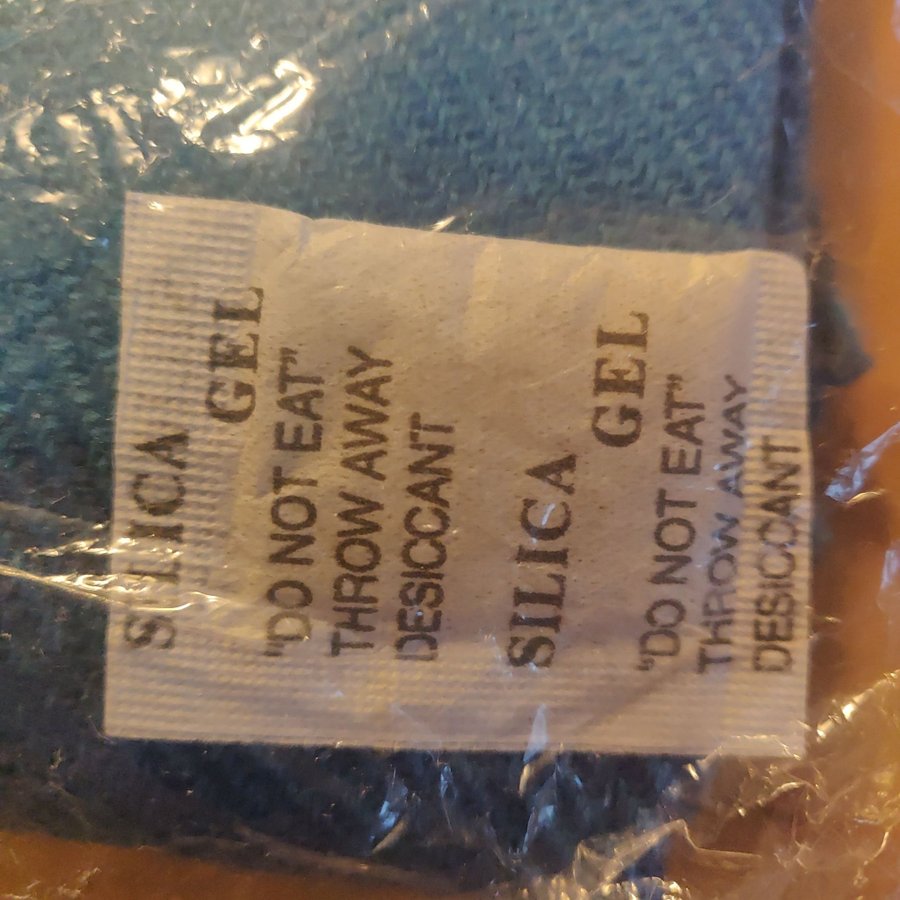 SILICA
GEL
"DO NOT EAT"
THROW AWAY
DESICCANT
SILICA
GEL
"DO NOT EAT"
THROW AWAY
DESICCANT